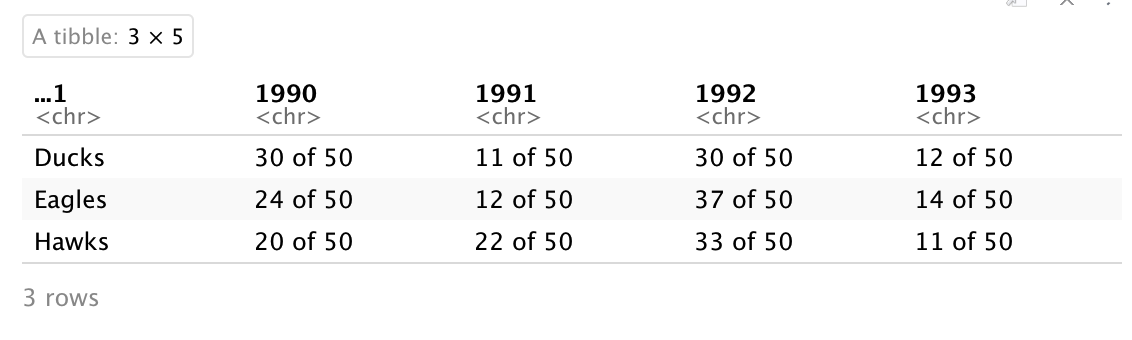 A tibble: 3 × 5
...1 1990 1991 1992 1993
<chr> <chr> <chr> <chr> <chr>
Ducks 30 of 50 11 of 50 30 of 50 12 of 50
Eagles 24 of 50 12 of 50 37 of 50 14 of 50
Hawks 20 of 50 22 of 50 33 of 50 11 of 50
3 rows